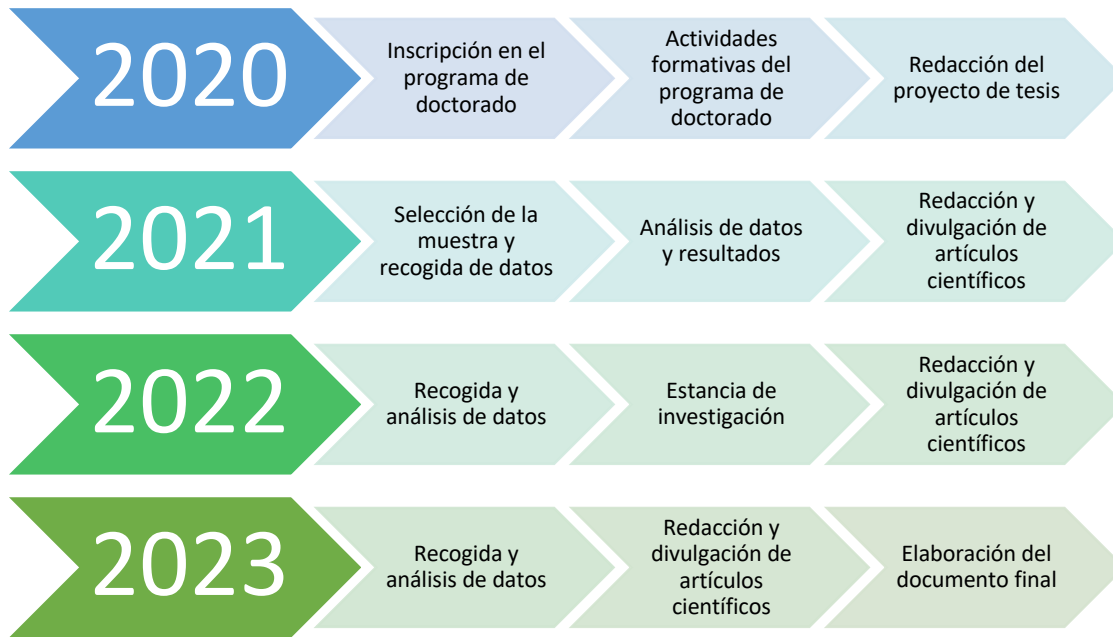 2020
Inscripción en el
programa de
doctorado
Actividades
formativas del
programa de
doctorado
Redacción del
proyecto de tesis
2021
Selección de la
muestra y
recogida de datos
Análisis de datos
y resultados
Redacción y
divulgación de
artículos
científicos
2022
Recogida y
análisis de datos
Estancia de
investigación
Redacción y
divulgación de
artículos
científicos
2023
Recogida y
análisis de datos
Redacción y
divulgación de
artículos
científicos
Elaboración del
documento final